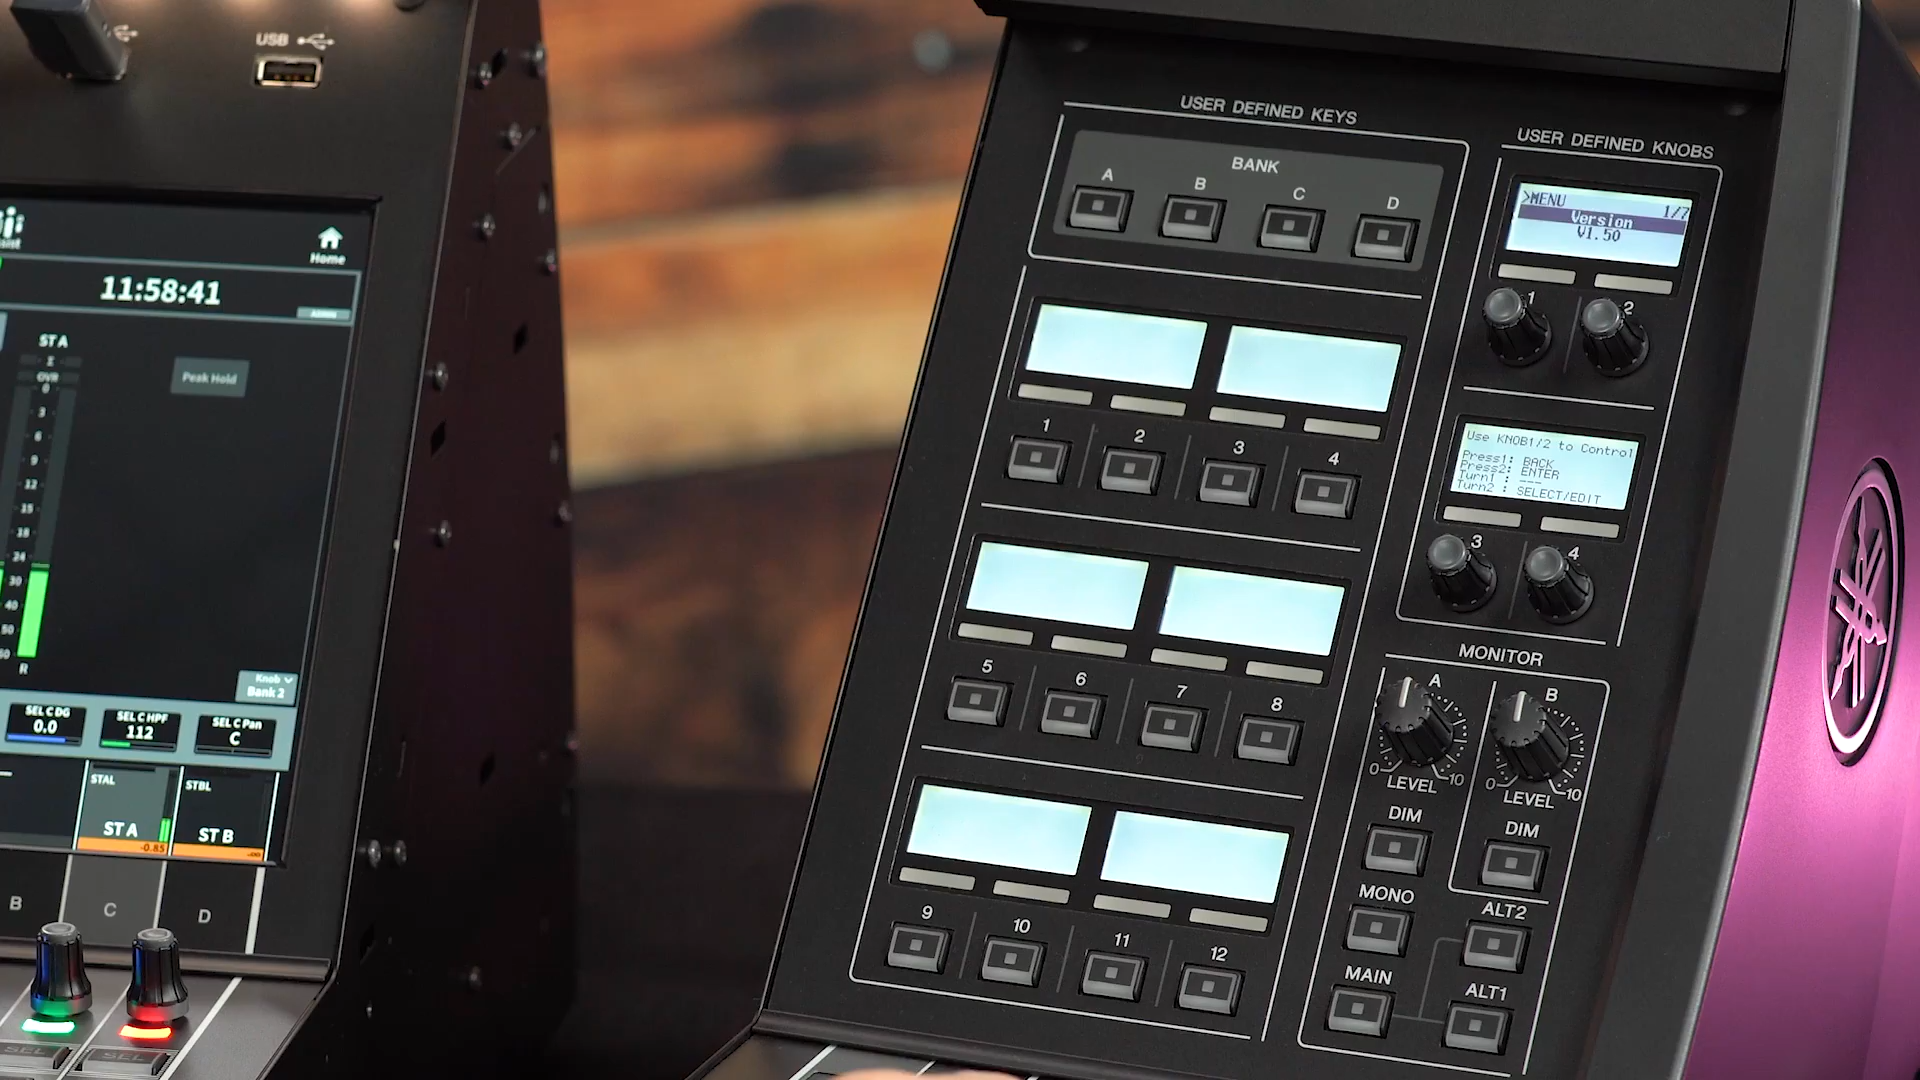 USB
Home
11:58:41
ST A
Σ
OVR
0
3
6
9
12
15
18
24
30
40
50
60
R
Peak Hold
Knob
Bank 2
SEL C DG
0.0
SEL C HPF
112
SEL C Pan
C
STAL
ST A
-0.85
STBL
ST B
B
C
D
SEL
SEL
USER DEFINED KEYS
BANK
A
B
C
D
1
2
3
4
5
6
7
8
9
10
11
12
USER DEFINED KNOBS
>MENU 1/7
Version
V1.50
1
2
Use KNOB1/2 to Control
Press1: BACK
Press2: ENTER
Turn1 : ---
Turn2 : SELECT/EDIT
3
4
MONITOR
A
B
0
10
LEVEL
0
10
LEVEL
DIM
DIM
MONO
ALT2
MAIN
ALT1